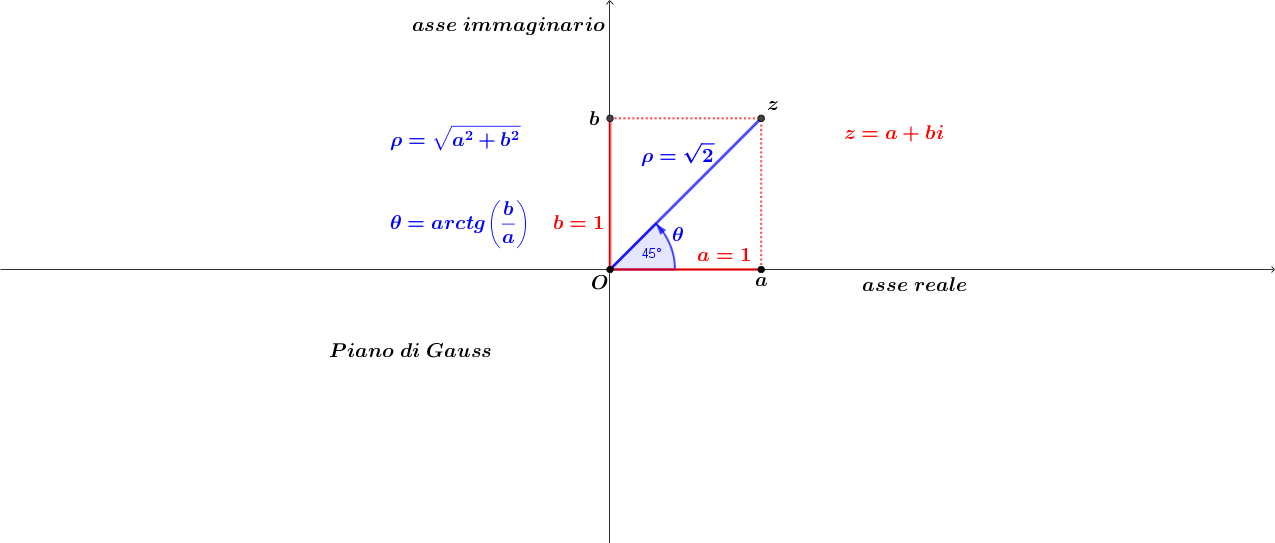 asse immaginario
z
b
z = a + bi
ρ = √(a² + b²)
ρ = √2
θ = arctg(b/a)
b = 1
θ
45°
a = 1
O
a
asse reale
Piano di Gauss